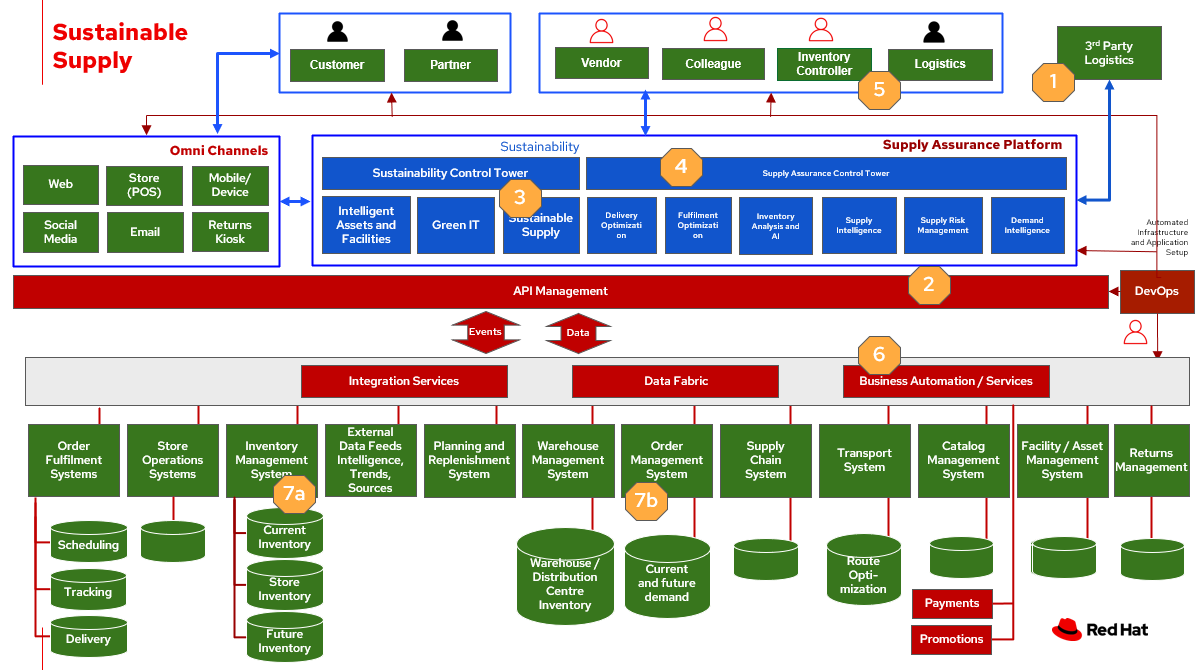 Sustainable
Supply
Customer
Partner
Vendor
Colleague
Inventory
Controller
Logistics
5
3rd Party
Logistics
1
Omni Channels
Web
Store
(POS)
Mobile/
Device
Social
Media
Email
Returns
Kiosk
Sustainability
Supply Assurance Platform
Sustainability Control Tower
4
Supply Assurance Control Tower
3
Intelligent
Assets and
Facilities
Green IT
Sustainable
Supply
Delivery
Optimizati
on
Fulfilment
Optimizati
on
Inventory
Analysis and
AI
Supply
Intelligence
Supply Risk
Management
Demand
Intelligence
Automated
Infrastructure
and Application
Setup
API Management
2
DevOps
Events
Data
6
Integration Services
Data Fabric
Business Automation / Services
Order
Fulfilment
Systems
Store
Operations
Systems
Inventory
Management
System
External
Data Feeds
Intelligence,
Trends,
Sources
Planning and
Replenishment
System
Warehouse
Management
System
Order
Management
System
Supply
Chain
System
Transport
System
Catalog
Management
System
Facility / Asset
Management
System
Returns
Management
7a
7b
Scheduling
Tracking
Delivery
Current
Inventory
Store
Inventory
Future
Inventory
Warehouse /
Distribution
Centre
Inventory
Current
and future
demand
Route
Opti-
mization
Payments
Promotions
Red Hat